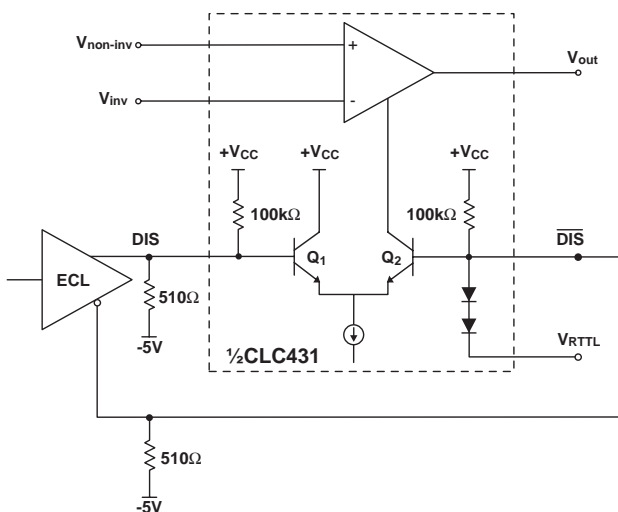 Vnon-inv
+
Vout
Vinv
-
+VCC
+VCC
+VCC
100kΩ
100kΩ
DIS
DIS
Q1
Q2
ECL
510Ω
-5V
½CLC431
VRTTL
510Ω
-5V